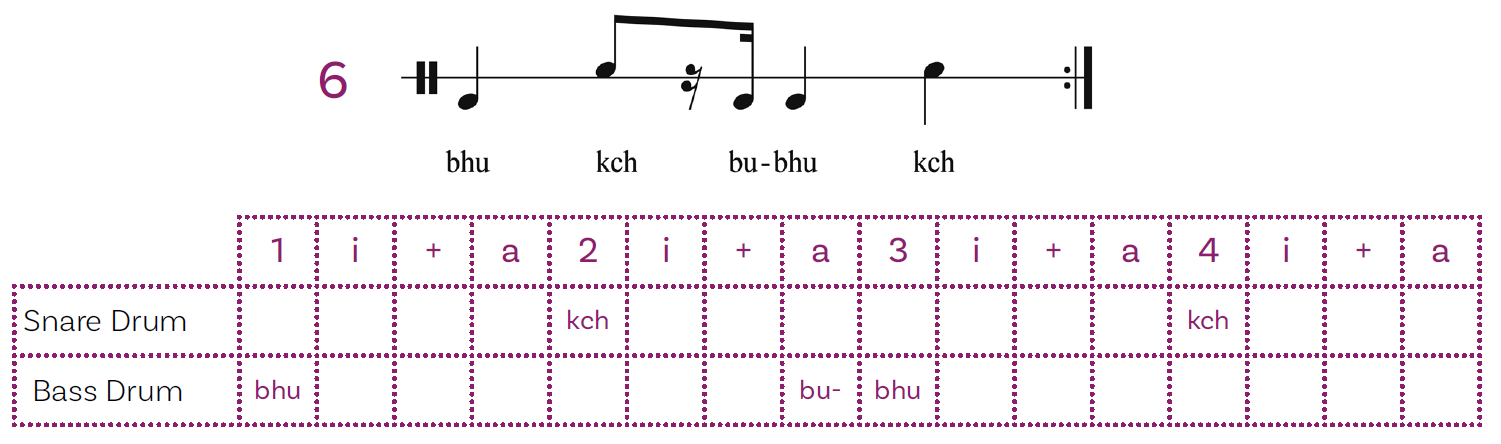 6
bhu kch bu-bhu kch
1 i + a 2 i + a 3 i + a 4 i + a
Snare Drum kch kch
Bass Drum bhu bu- bhu